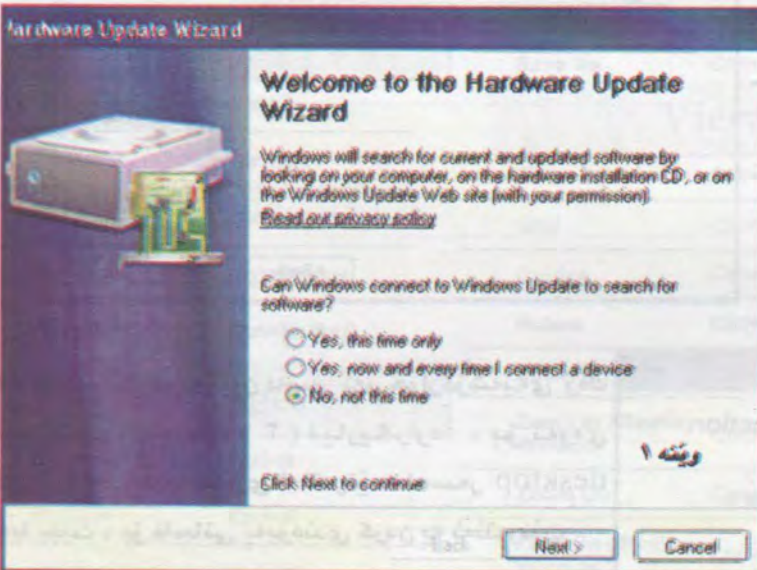 Hardware Update Wizard
Welcome to the Hardware Update
Wizard
Windows will search for current and updated software by
looking on your computer, on the hardware installation CD, or on
the Windows Update Web site (with your permission).
Read our privacy policy
Can Windows connect to Windows Update to search for
software?
Yes, this time only
Yes, now and every time I connect a device
No, not this time
وێنە ١
desktop
Click Next to continue
Next >
Cancel